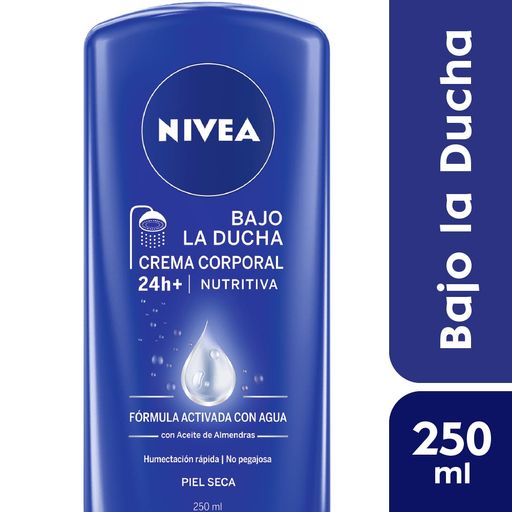 NIVEA
BAJO
LA DUCHA
CREMA CORPORAL
24h+ | NUTRITIVA
FÓRMULA ACTIVADA CON AGUA
con Aceite de Almendras
Humectación rápida | No pegajosa
PIEL SECA
250 ml
Bajo la Ducha
250
ml